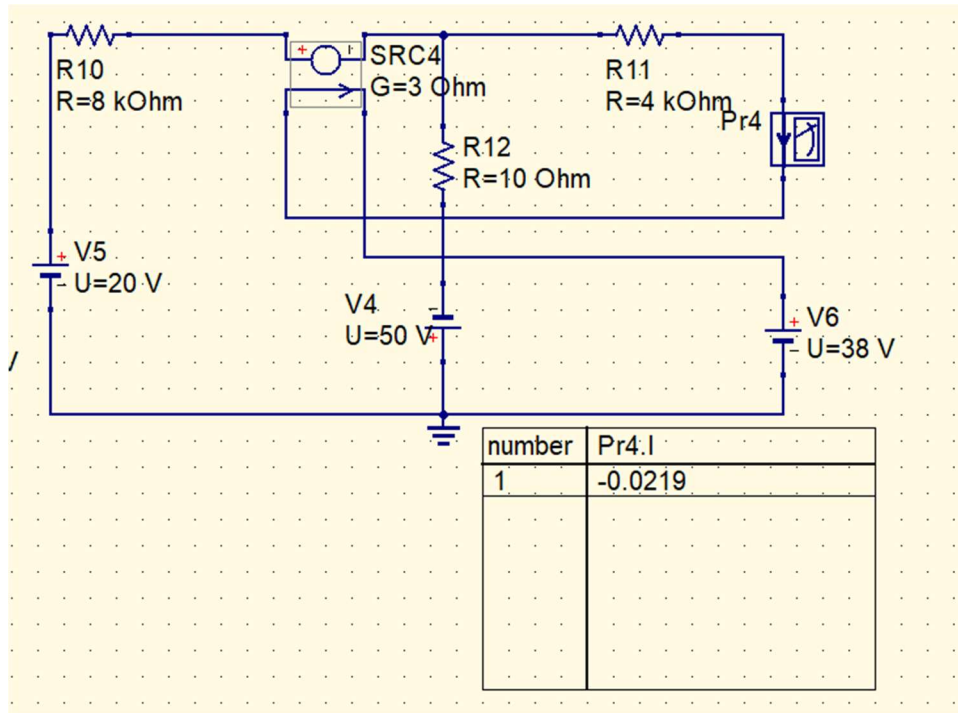 R10
R=8 kOhm
+
SRC4
G=3 Ohm
R11
R=4 kOhm
Pr4
R12
R=10 Ohm
+ V5
- U=20 V
V4
U=50 V
+
-
+ V6
- U=38 V
V
number Pr4.I
1 -0.0219